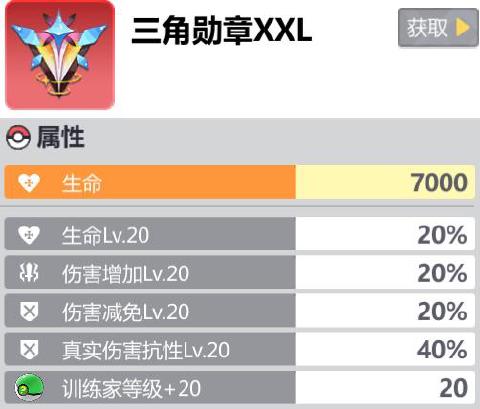 三角勋章XXL
获取
属性
生命 7000
生命Lv.20 20%
伤害增加Lv.20 20%
伤害减免Lv.20 20%
真实伤害抗性Lv.20 40%
训练家等级+20 20